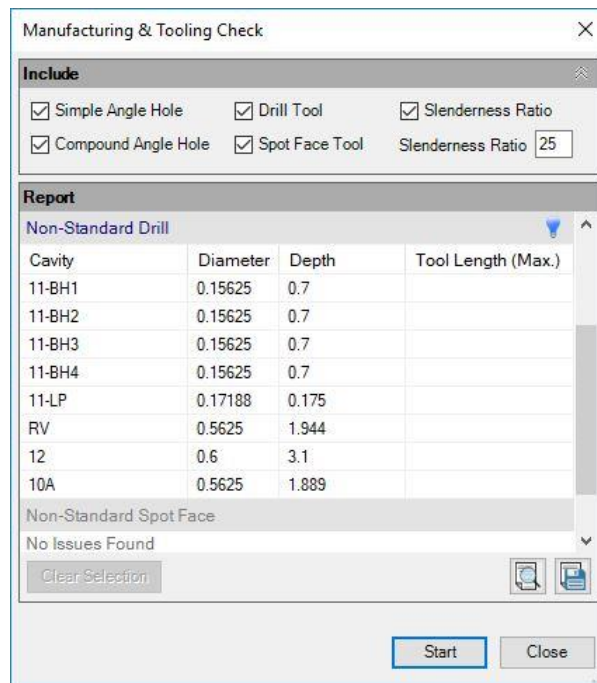 Manufacturing & Tooling Check
Include
Simple Angle Hole Drill Tool Slenderness Ratio
Compound Angle Hole Spot Face Tool Slenderness Ratio 25
Report
Non-Standard Drill
Cavity Diameter Depth Tool Length (Max.)
11-BH1 0.15625 0.7
11-BH2 0.15625 0.7
11-BH3 0.15625 0.7
11-BH4 0.15625 0.7
11-LP 0.17188 0.175
RV 0.5625 1.944
12 0.6 3.1
10A 0.5625 1.889
Non-Standard Spot Face
No Issues Found
Clear Selection
Start Close